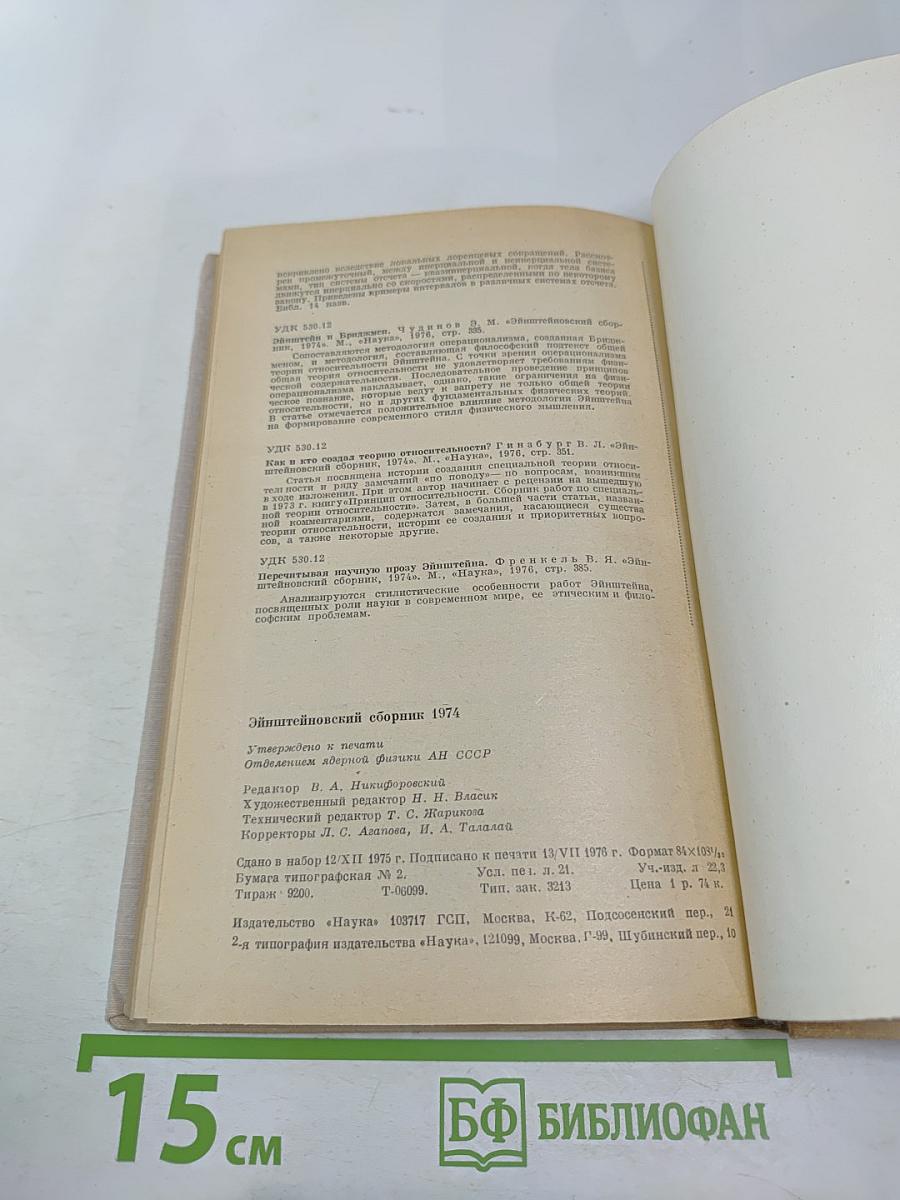 искривлено вследствие локальных лоренцевых сокращений. Рассмот-
рен промежуточный, между инерциальной и неинерциальной систе-
мами, тип системы отсчета — квазиинерциальной, когда тела базиса
движутся инерциально со скоростями, распределенными по некоторому
закону. Приведены примеры интервалов в различных системах отсчета.
Библ. 14 назв.
УДК 530.12
Эйнштейн и Бриджмен. Чудинов Э. М. «Эйнштейновский сбор-
ник, 1974». М., «Наука», 1976, стр. 335.
Сопоставляются методология операционализма, созданная Бридж-
меном, и методология, составляющая философский подтекст общей
теории относительности Эйнштейна. С точки зрения операционализма
общая теория относительности не удовлетворяет требованиям физи-
ческой содержательности. Последовательное проведение принципов
операционализма накладывает, однако, такие ограничения на физи-
ческое познание, которые ведут к запрету не только общей теории
относительности, но и других фундаментальных физических теорий.
В статье отмечается положительное влияние методологии Эйнштейна
на формирование современного стиля физического мышления.
УДК 530.12
Как и кто создал теорию относительности? Гинзбург В. Л. «Эйн-
штейновский сборник, 1974». М., «Наука», 1976, стр. 351.
Статья посвящена истории создания специальной теории относи-
тельности и ряду замечаний «по поводу»— по вопросам, возникшим
в ходе изложения. При этом автор начинает с рецензии на вышедшую
в 1973 г. книгу«Принцип относительности. Сборник работ по специаль-
ной теории относительности». Затем, в большей части статьи, назван-
ной комментариями, содержатся замечания, касающиеся существа
теории относительности, истории ее создания и приоритетных вопро-
сов, а также некоторые другие.
УДК 530.12
Перечитывая научную прозу Эйнштейна. Френкель В. Я. «Эйн-
штейновский сборник, 1974». М., «Наука», 1976, стр. 385.
Анализируются стилистические особенности работ Эйнштейна,
посвященных роли науки в современном мире, ее этическим и фило-
софским проблемам.
Эйнштейновский сборник 1974
Утверждено к печати
Отделением ядерной физики АН СССР
Редактор В. А. Никифоровский
Художественный редактор Н. Н. Власик
Технический редактор Т. С. Жарикова
Корректоры Л. С. Агапова, И. А. Талалай
Сдано в набор 12/XII 1975 г. Подписано к печати 13/VII 1976 г. Формат 84×108¹/₃₂
Бумага типографская № 2. Усл. печ. л. 21. Уч.-изд. л 22,3
Тираж 9200. Т-06099. Тип. зак. 3213 Цена 1 р. 74 к.
Издательство «Наука» 103717 ГСП, Москва, К-62, Подсосенский пер., 21
2-я типография издательства «Наука», 121099, Москва, Г-99, Шубинский пер., 10
15 см
БФ БИБЛИОФАН